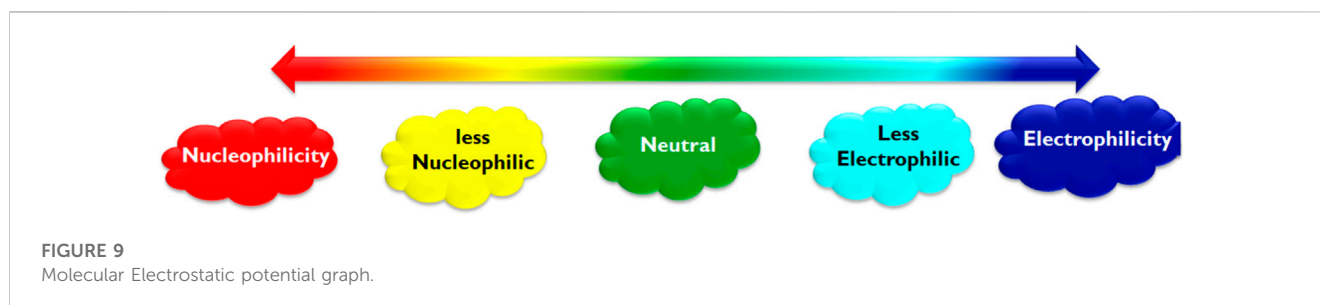 Nucleophilicity
less
Nucleophilic
Neutral
Less
Electrophilic
Electrophilicity
FIGURE 9
Molecular Electrostatic potential graph.